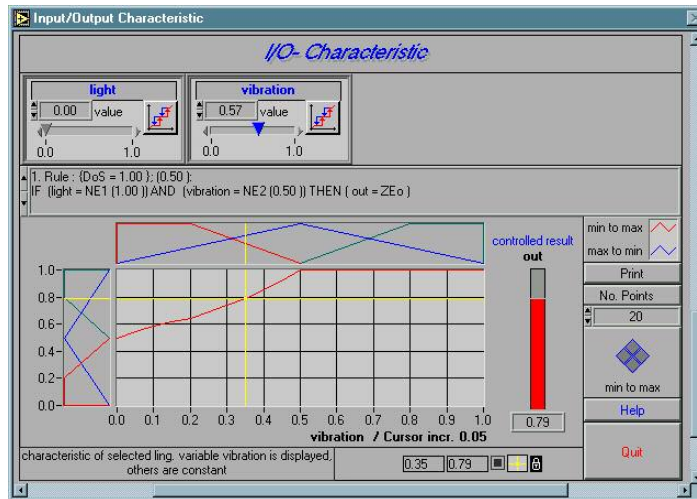 Input/Output Characteristic
I/O- Characteristic
light
vibration
0.00 value
0.57 value
0.0 1.0
0.0 1.0
1. Rule : {DoS = 1.00 }; (0.50 ):
IF (light = NE1 (1.00 )) AND (vibration = NE2 (0.50 )) THEN ( out = ZEo )
controlled result
out
min to max
max to min
Print
No. Points
20
min to max
Help
Quit
1.0
0.8
0.6
0.4
0.2
0.0
0.0 0.1 0.2 0.3 0.4 0.5 0.6 0.7 0.8 0.9 1.0
0.79
vibration / Cursor incr. 0.05
characteristic of selected ling. variable vibration is displayed,
others are constant
0.35 0.79